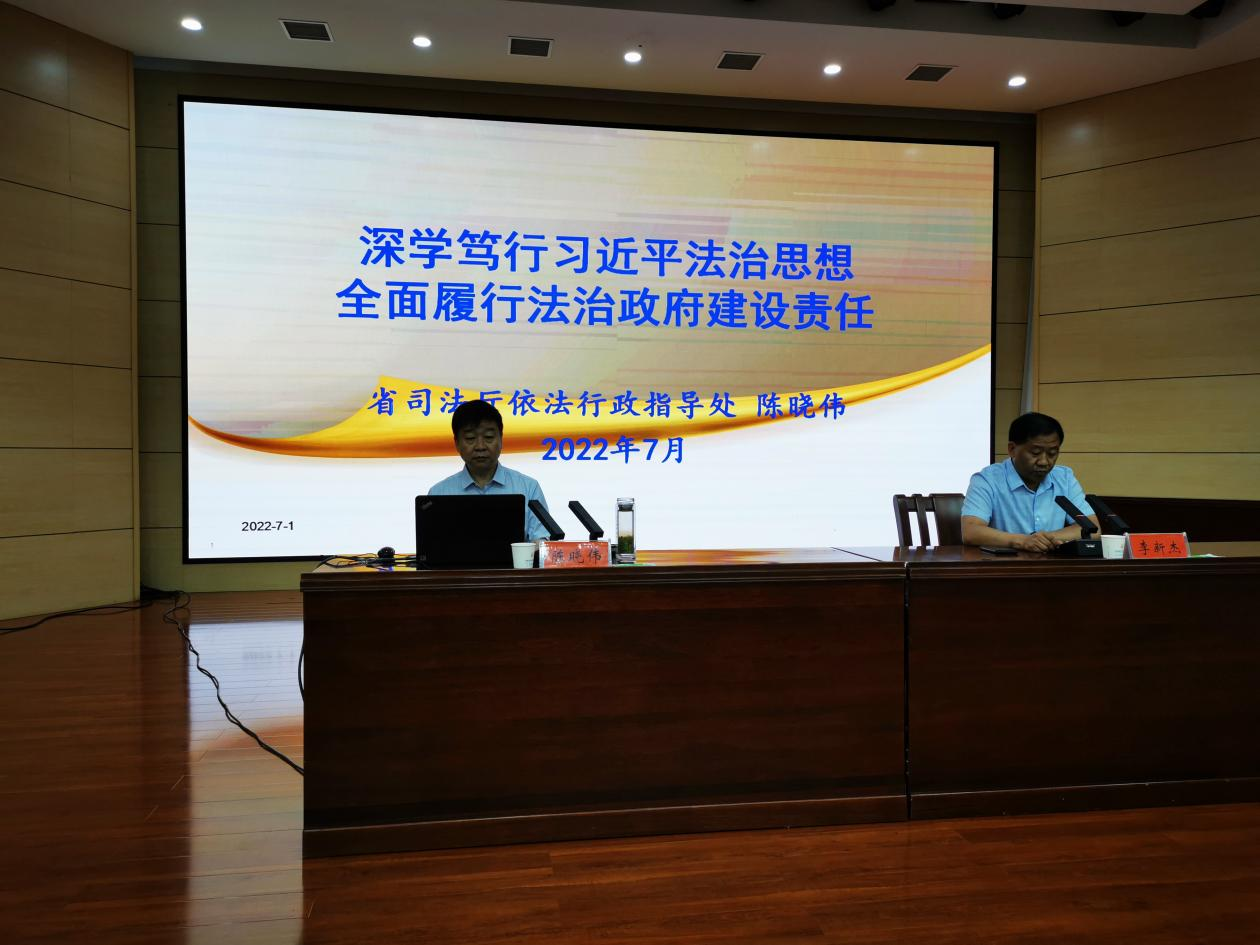 深学笃行习近平法治思想
全面履行法治政府建设责任
省司法厅依法行政指导处 陈晓伟
2022年7月
2022-7-1
1
陈晓伟
李新杰